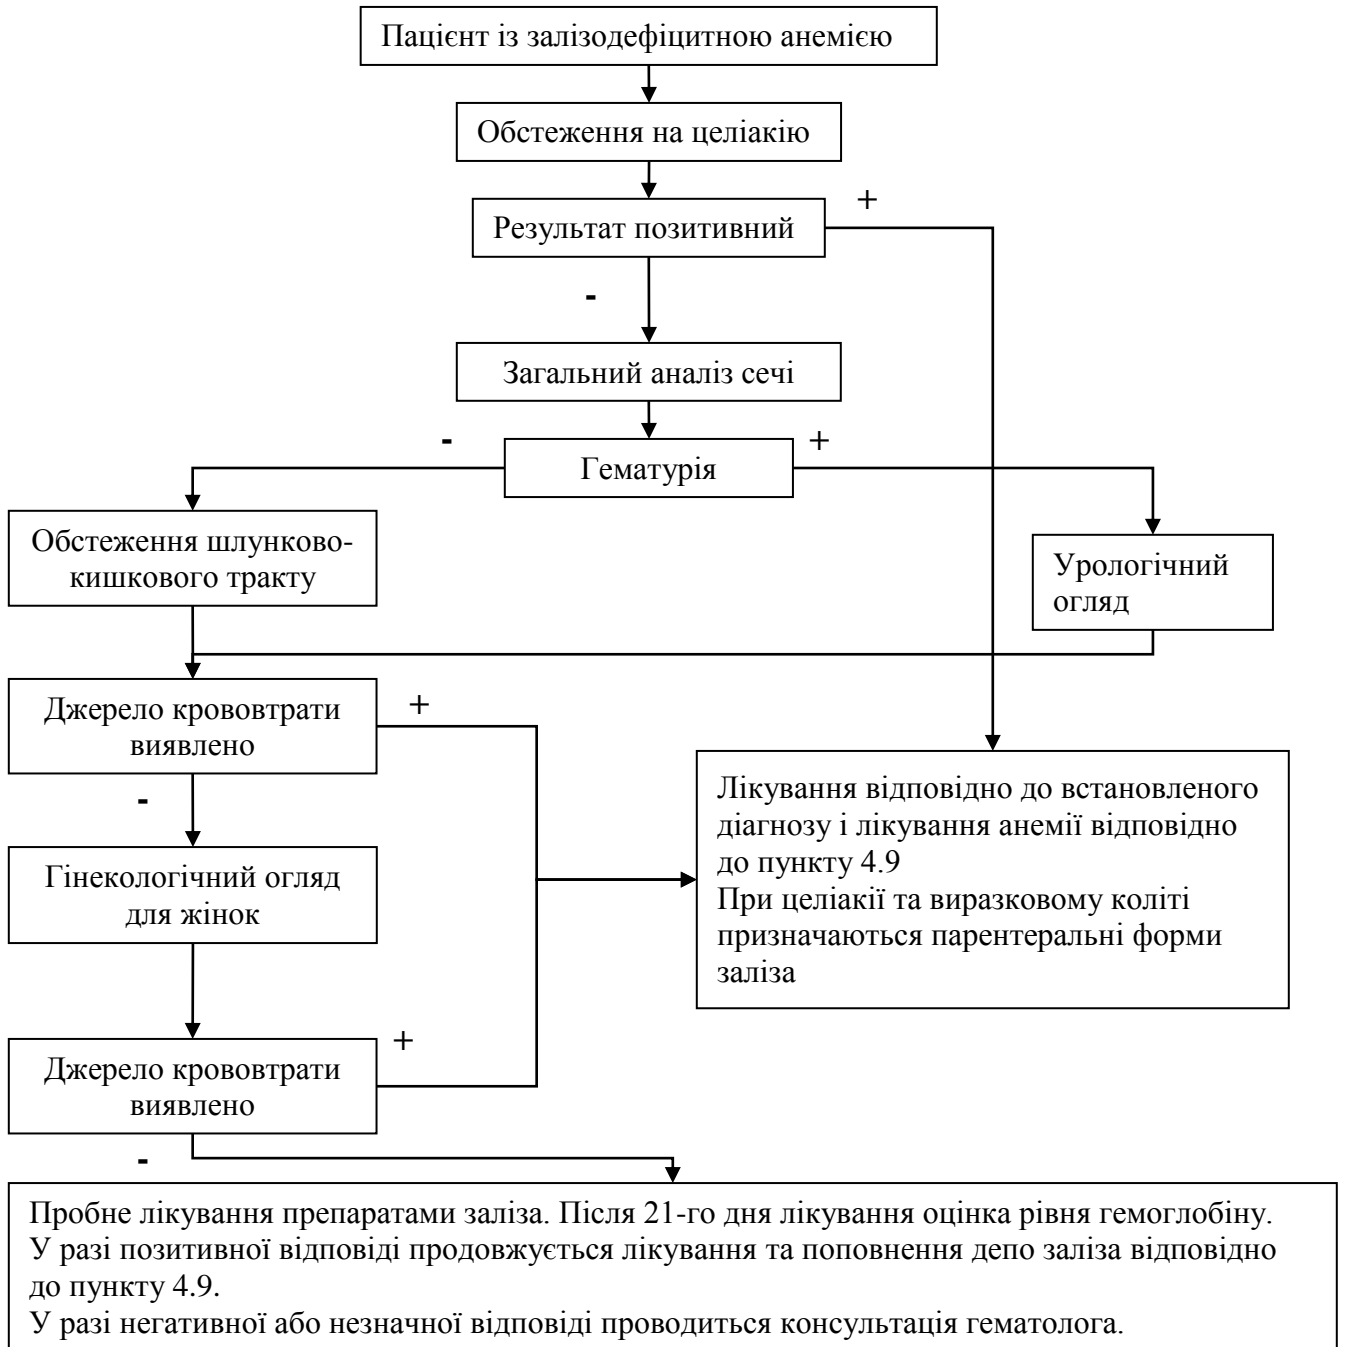 Пацієнт із залізодефіцитною анемією
Обстеження на целіакію
+
Результат позитивний
-
Загальний аналіз сечі
-
+
Гематурія
Обстеження шлунково-
кишкового тракту
Урологічний
огляд
Джерело крововтрати
виявлено
+
-
Лікування відповідно до встановленого
діагнозу і лікування анемії відповідно
до пункту 4.9
При целіакії та виразковому коліті
призначаються парентеральні форми
заліза
Гінекологічний огляд
для жінок
+
Джерело крововтрати
виявлено
-
Пробне лікування препаратами заліза. Після 21-го дня лікування оцінка рівня гемоглобіну.
У разі позитивної відповіді продовжується лікування та поповнення депо заліза відповідно
до пункту 4.9.
У разі негативної або незначної відповіді проводиться консультація гематолога.